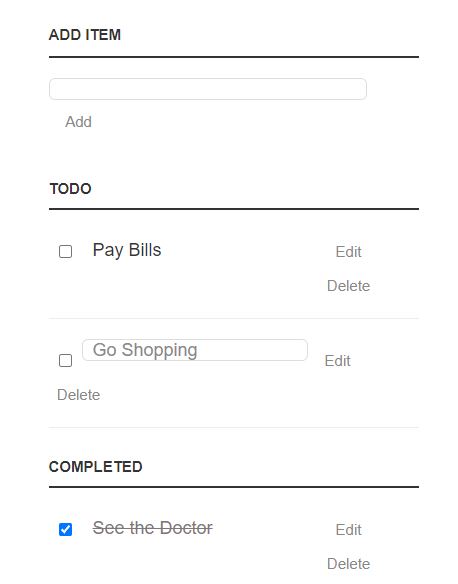 ADD ITEM
Add
TODO
Pay Bills Edit
Delete
Go Shopping Edit
Delete
COMPLETED
See the Doctor Edit
Delete